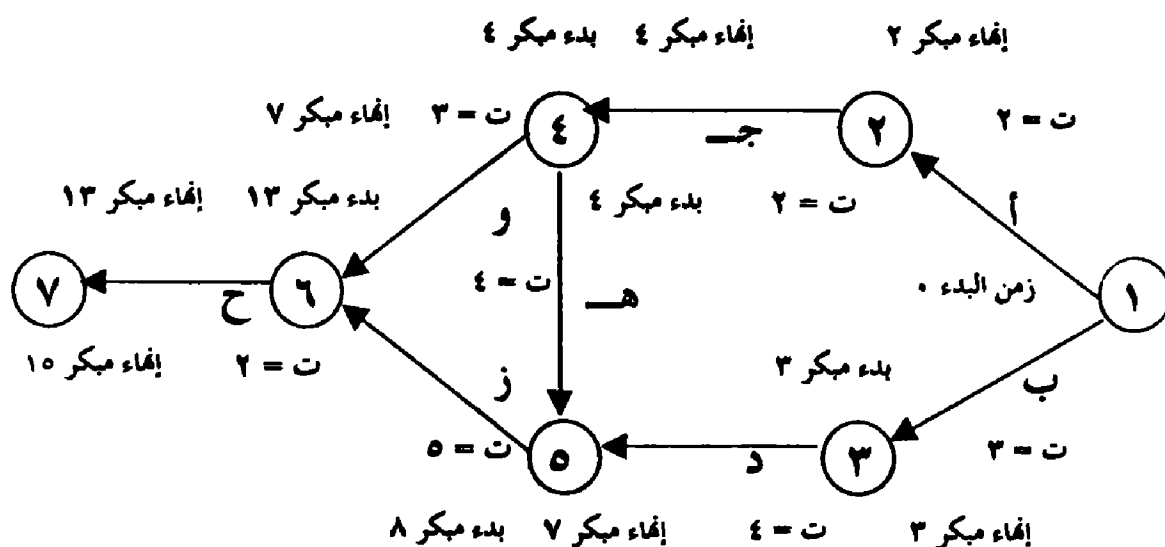 إنهاء مبكر ٢
إنهاء مبكر ٤
بدء مبكر ٤
ت = ٢
٢
جـ
٤
ت = ٣
إنهاء مبكر ٧
أ
ت = ٢
بدء مبكر ٤
و
بدء مبكر ١٣
إنهاء مبكر ١٣
١
زمن البدء ٠
هـ
ت = ٤
٦
ح
٧
ب
بدء مبكر ٣
ز
ت = ٢
إنهاء مبكر ١٥
ت = ٣
٣
د
٥
ت = ٥
إنهاء مبكر ٣
ت = ٤
إنهاء مبكر ٧
بدء مبكر ٨